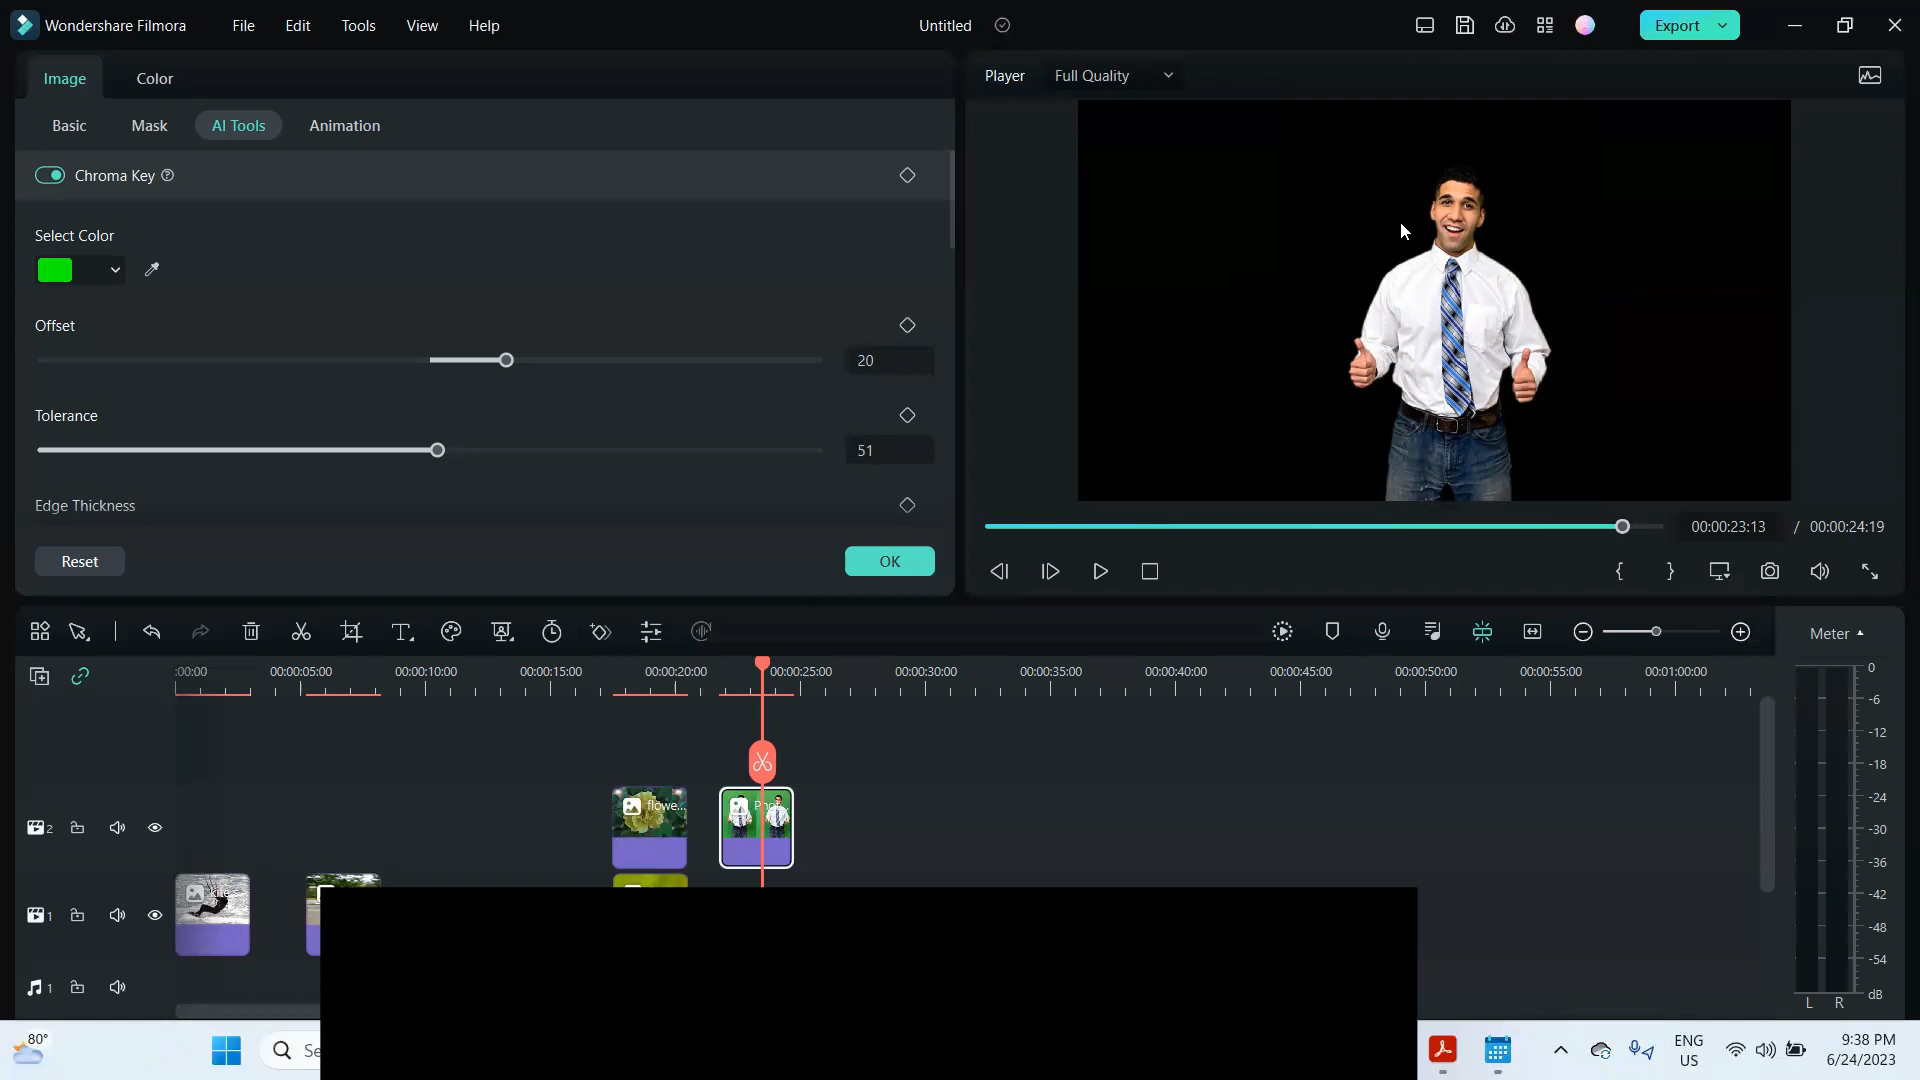 Wondershare Filmora File Edit Tools View Help Untitled Export
Image Color
Player Full Quality
Basic Mask AI Tools Animation
Chroma Key
Select Color
Offset
20
Tolerance
51
Edge Thickness
00:00:23:13 / 00:00:24:19
Reset OK
Meter
:00:00 00:00:05:00 00:00:10:00 00:00:15:00 00:00:20:00 00:00:25:00 00:00:30:00 00:00:35:00 00:00:40:00 00:00:45:00 00:00:50:00 00:00:55:00 00:01:00:00
0
-6
-12
-18
-24
-30
-36
-42
-48
-54
dB
L R
flowe...
2
1
1
80°
Se
ENG
US
9:38 PM
6/24/2023